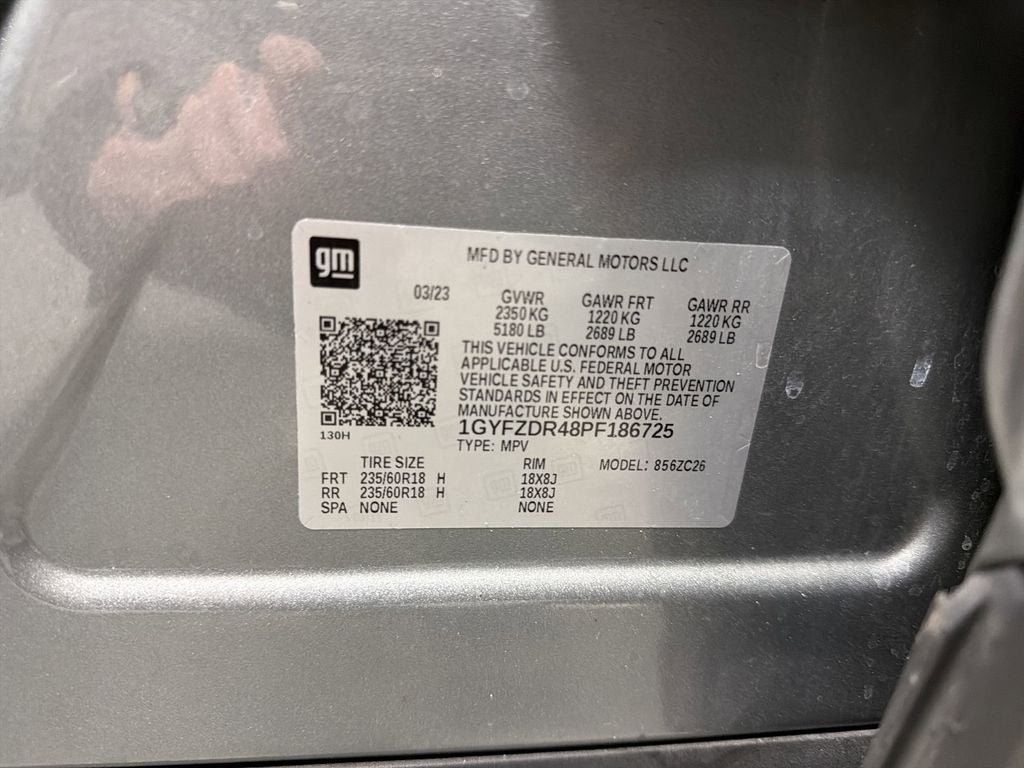 gm
MFD BY GENERAL MOTORS LLC
03/23 GVWR GAWR FRT GAWR RR
2350 KG 1220 KG 1220 KG
5180 LB 2689 LB 2689 LB
THIS VEHICLE CONFORMS TO ALL
APPLICABLE U.S. FEDERAL MOTOR
VEHICLE SAFETY AND THEFT PREVENTION
STANDARDS IN EFFECT ON THE DATE OF
MANUFACTURE SHOWN ABOVE.
1GYFZDR48PF186725
130H
TYPE: MPV
TIRE SIZE RIM MODEL: 856ZC26
FRT 235/60R18 H 18X8J
RR 235/60R18 H 18X8J
SPA NONE NONE